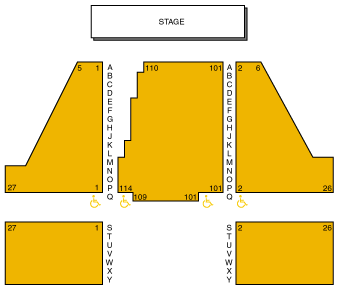 STAGE
5 1 A 110 101 A 2 6
B B
C C
D D
E E
F F
G G
H H
J J
K K
L L
M M
N N
O O
27 1 P 114 101 P 2 26
Q 109 101 Q
27 1 S S 2 26
T T
U U
V V
W W
X X
Y Y